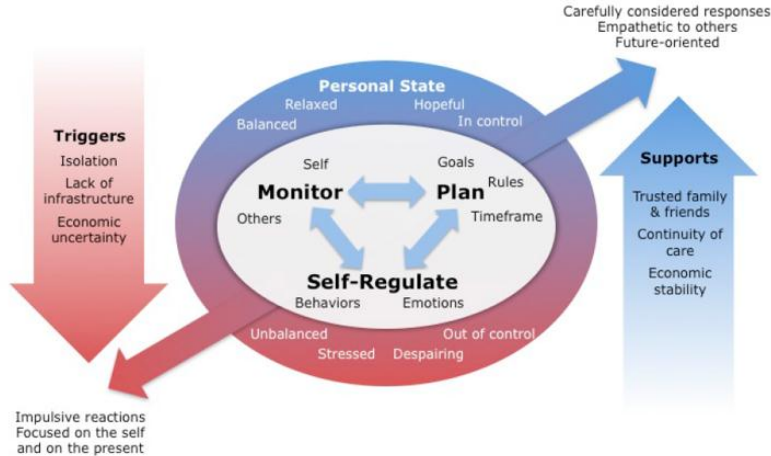 Carefully considered responses
Empathetic to others
Future-oriented
Triggers
Isolation
Lack of
infrastructure
Economic
uncertainty
Personal State
Relaxed
Hopeful
Balanced
In control
Self
Goals
Monitor
Plan
Rules
Others
Timeframe
Self-Regulate
Behaviors
Emotions
Unbalanced
Out of control
Stressed
Despairing
Supports
Trusted family
& friends
Continuity of
care
Economic
stability
Impulsive reactions
Focused on the self
and on the present